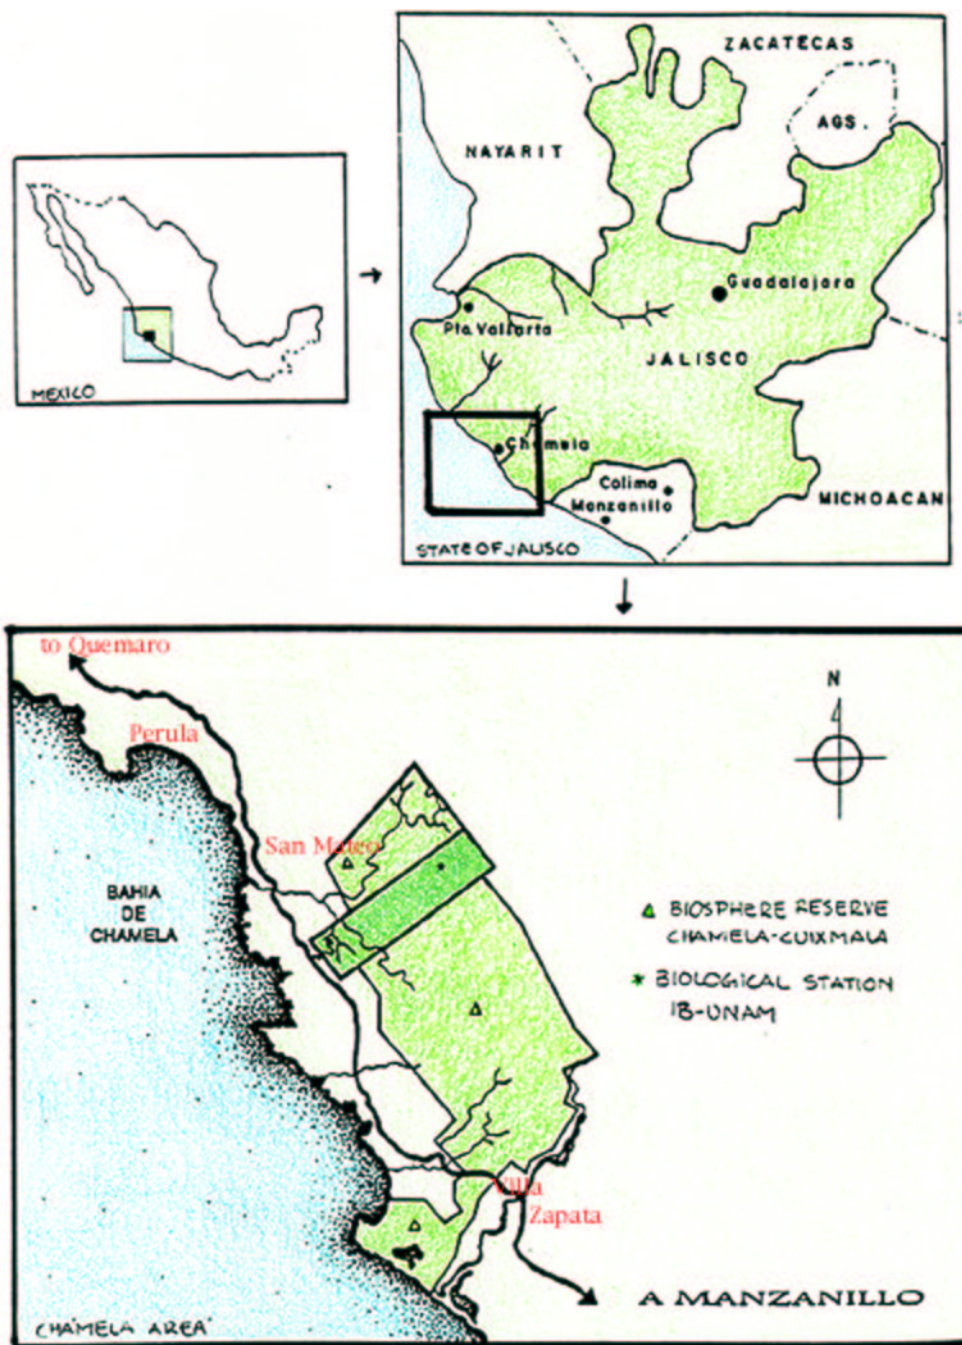 MEXICO
ZACATECAS
AGS.
NAYARIT
Guadalajara
Pto. Vallarta
JALISCO
Chamela
Colima
Manzanillo
MICHOACAN
STATE OF JALISCO
to Quemaro
N
Perula
San Mateo
BAHIA
DE
CHAMELA
BIOSPHERE RESERVE
CHAMELA-CUIXMALA
* BIOLOGICAL STATION
IB-UNAM
Villa
Zapata
A MANZANILLO
CHAMELA AREA